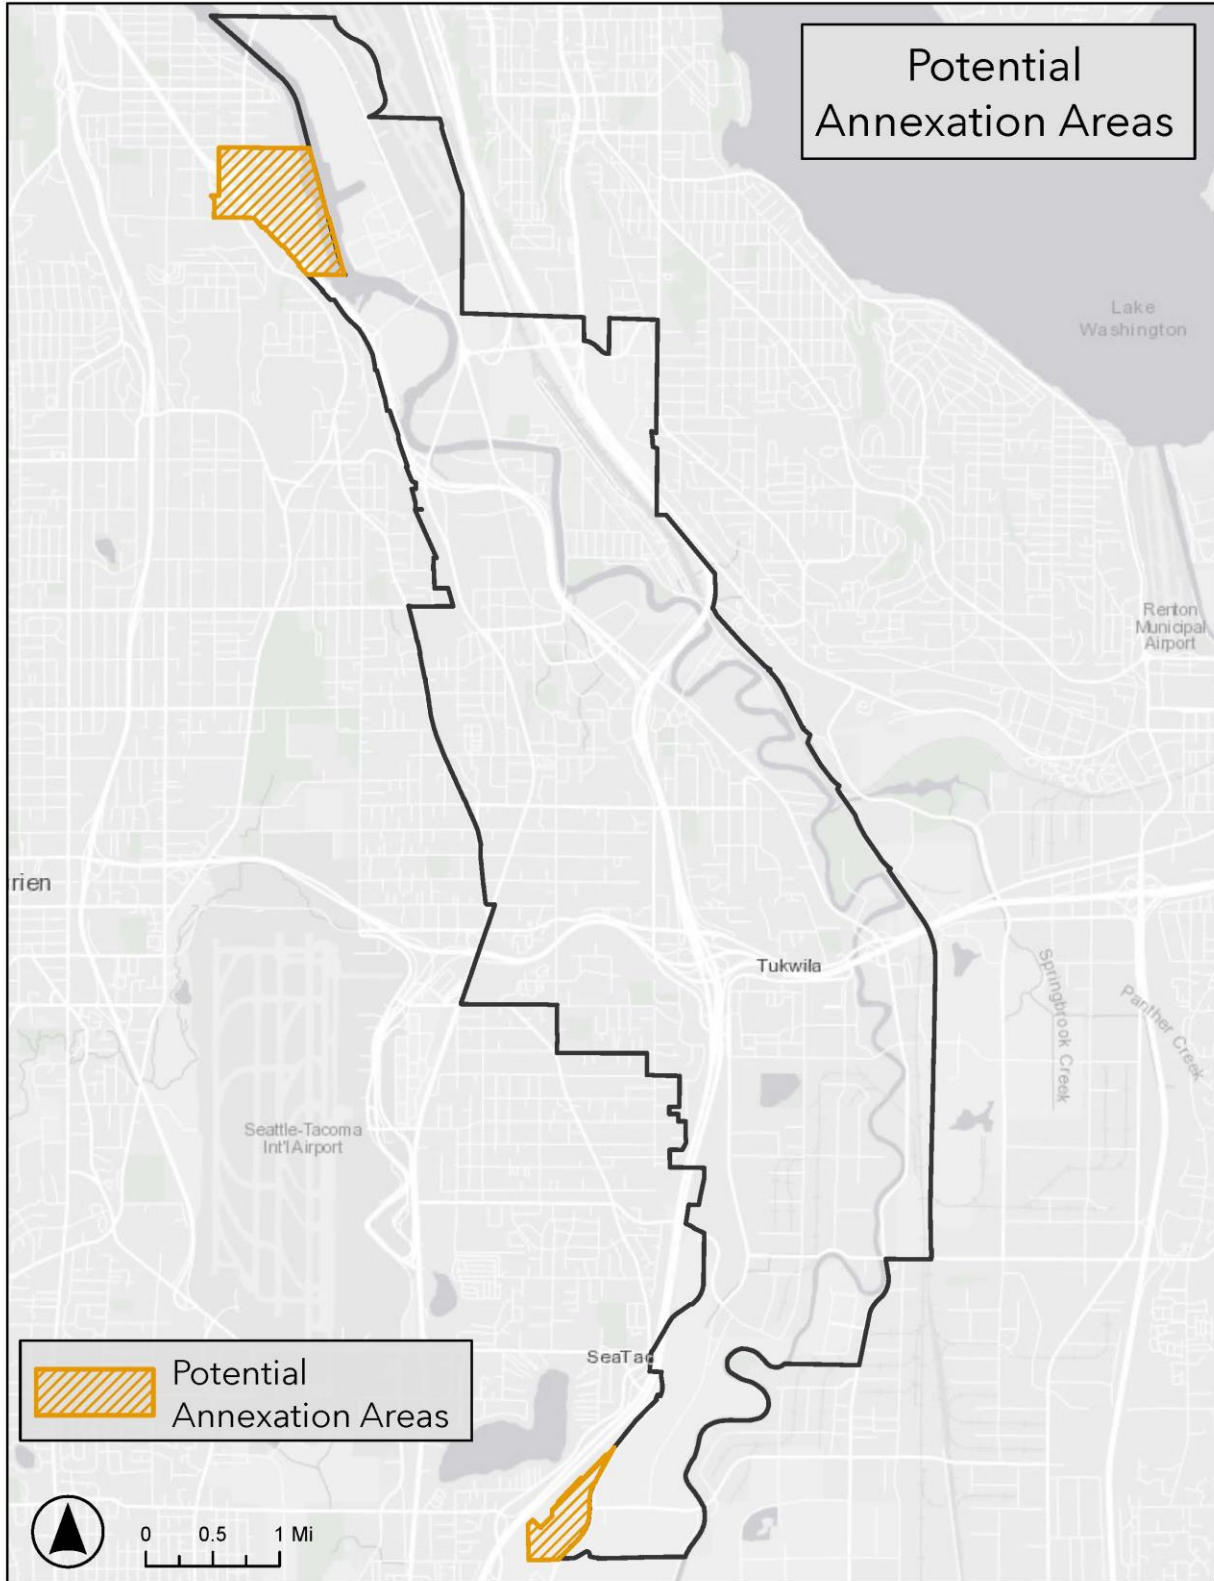 Potential
Annexation Areas
Lake
Washington
Renton
Municipal
Airport
rien
Tukwila
Springbrook Creek
Panther Creek
Seattle-Tacoma
Int'l Airport
SeaTac
Potential
Annexation Areas
0 0.5 1 Mi